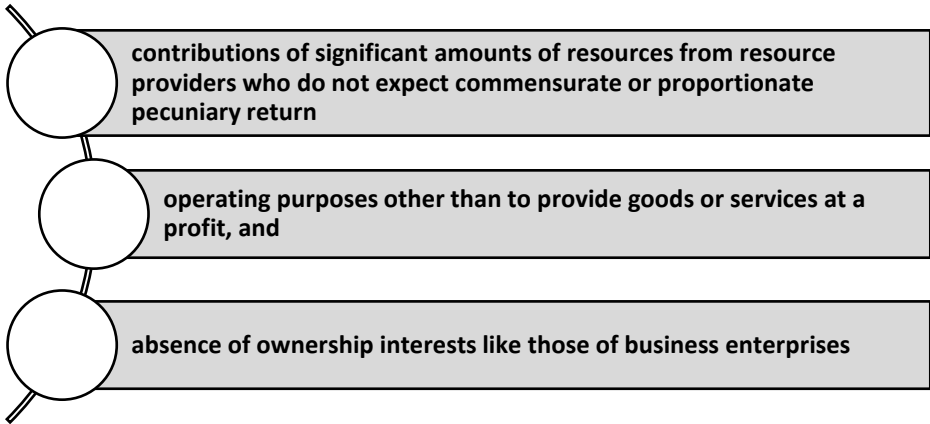 contributions of significant amounts of resources from resource
providers who do not expect commensurate or proportionate
pecuniary return
operating purposes other than to provide goods or services at a
profit, and
absence of ownership interests like those of business enterprises